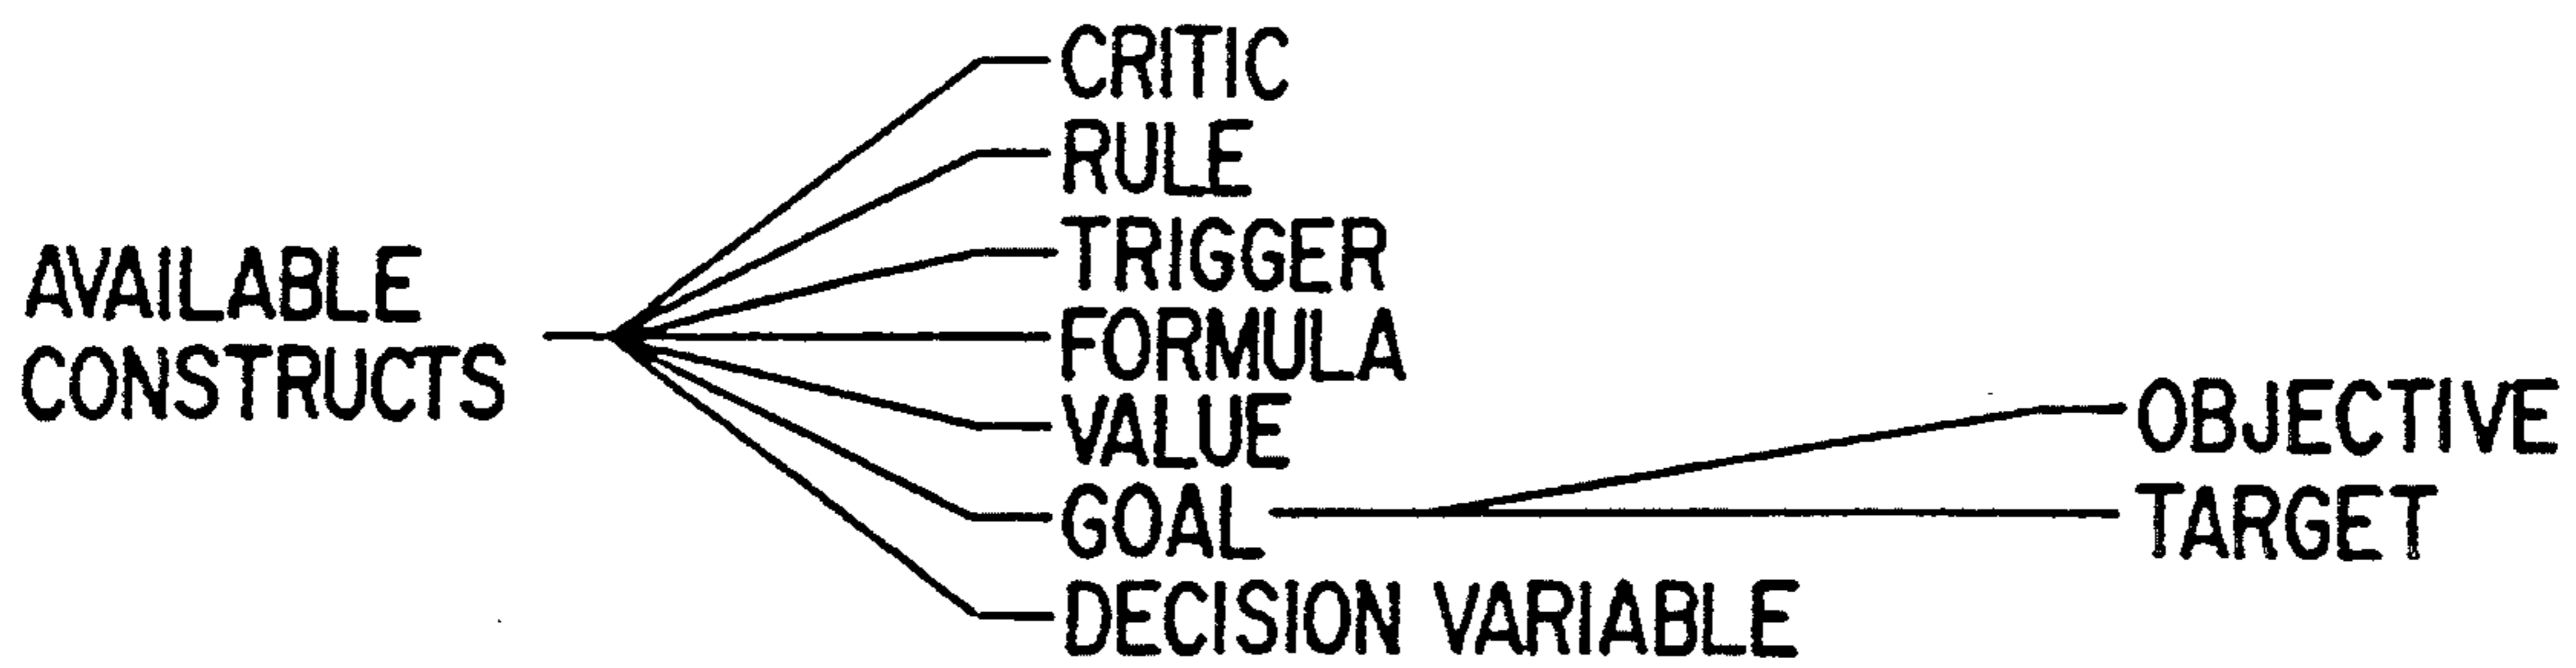 AVAILABLE
CONSTRUCTS
CRITIC
RULE
TRIGGER
FORMULA
VALUE
GOAL
DECISION VARIABLE
OBJECTIVE
TARGET